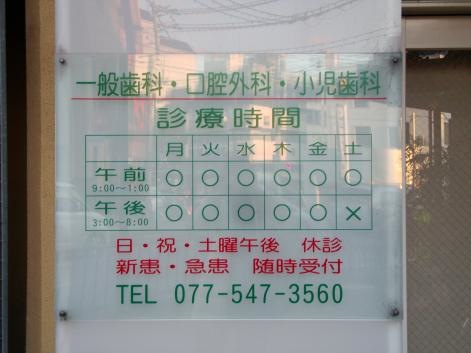 一般歯科・口腔外科・小児歯科
診療時間
月 火 水 木 金 土
午前 9:00〜1:00 ○ ○ ○ ○ ○ ○
午後 3:00〜8:00 ○ ○ ○ ○ ○ ×
日・祝・土曜午後 休診
新患・急患 随時受付
TEL 077-547-3560